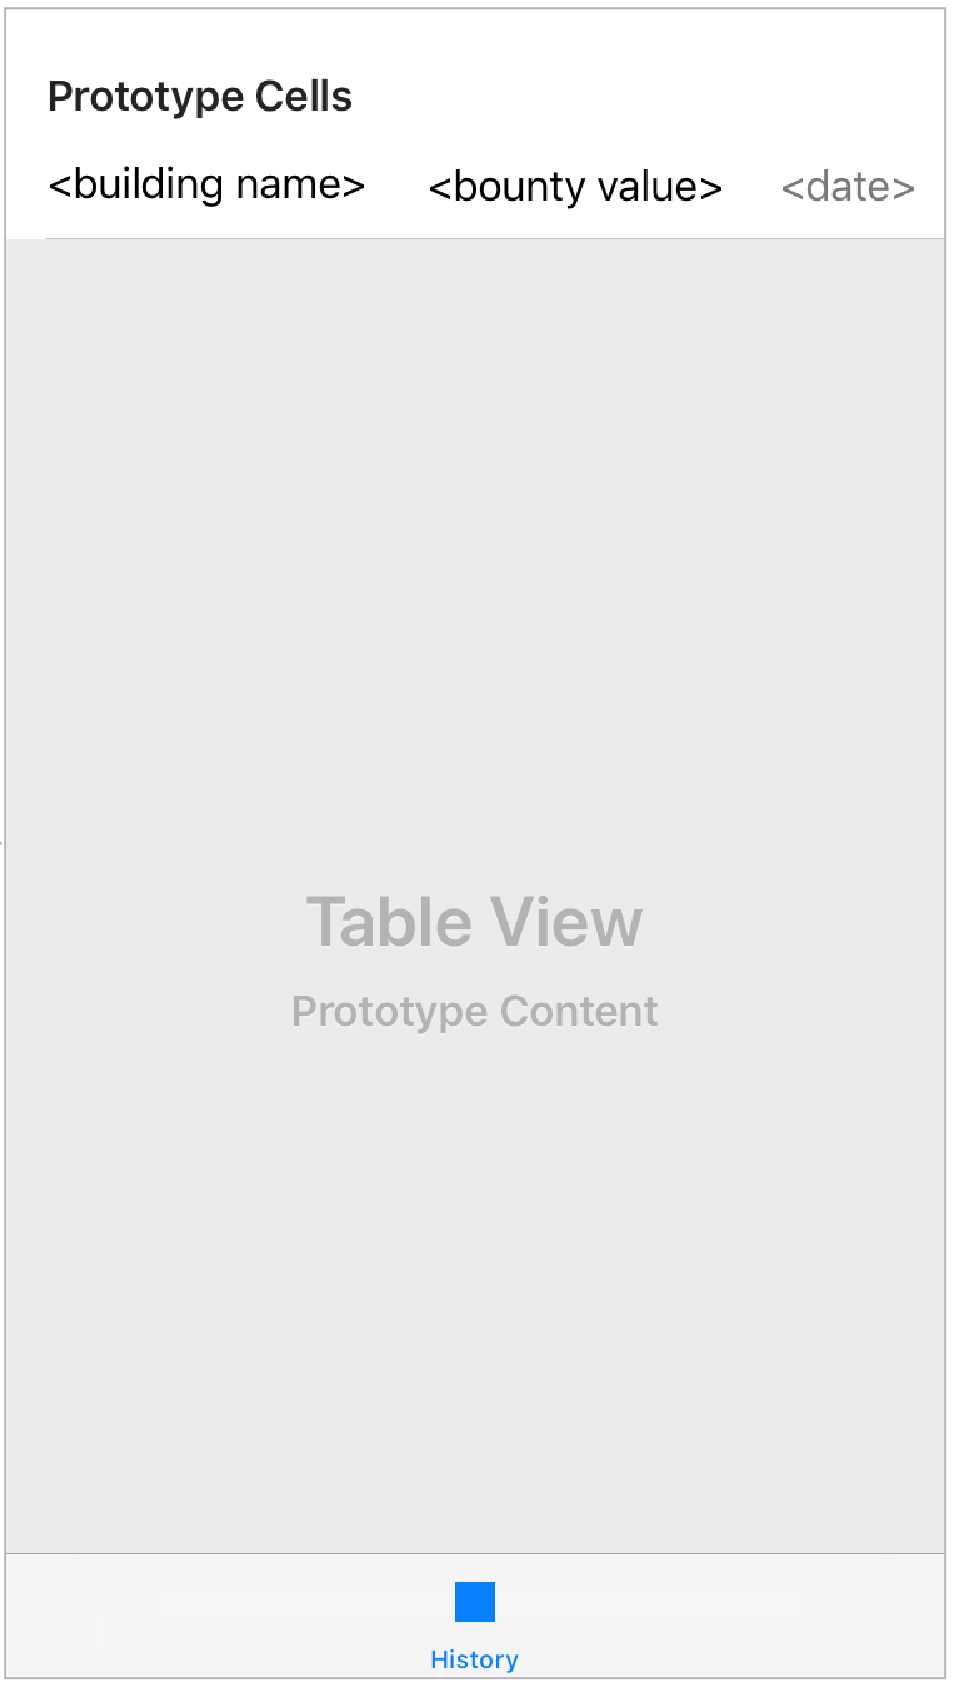 Prototype Cells
<building name> <bounty value> <date>
Table View
Prototype Content
History